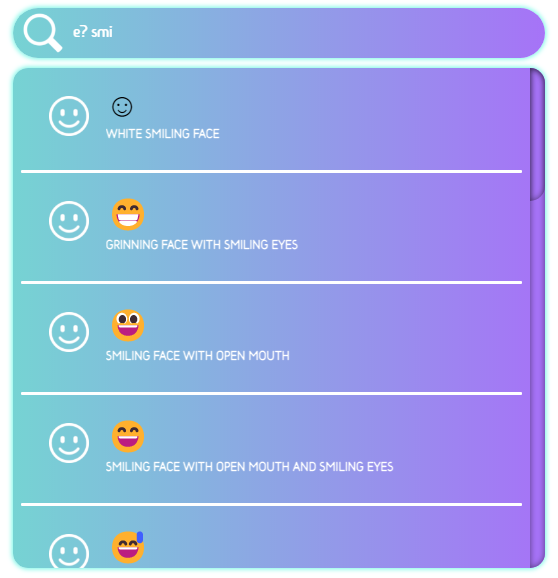 e? smi
WHITE SMILING FACE
GRINNING FACE WITH SMILING EYES
SMILING FACE WITH OPEN MOUTH
SMILING FACE WITH OPEN MOUTH AND SMILING EYES